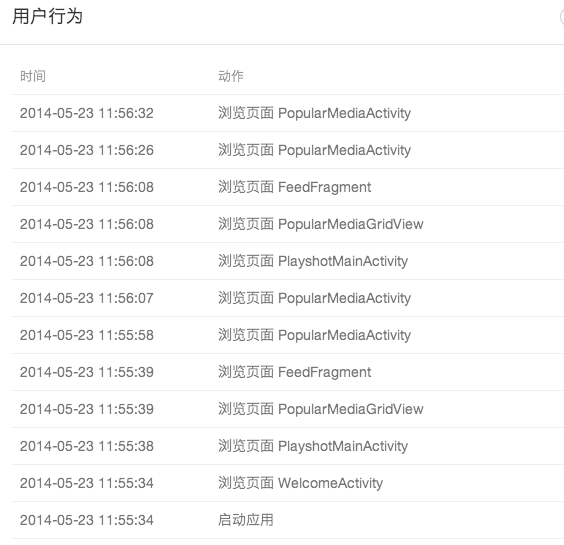 用户行为
时间 动作
2014-05-23 11:56:32 浏览页面 PopularMediaActivity
2014-05-23 11:56:26 浏览页面 PopularMediaActivity
2014-05-23 11:56:08 浏览页面 FeedFragment
2014-05-23 11:56:08 浏览页面 PopularMediaGridView
2014-05-23 11:56:08 浏览页面 PlayshotMainActivity
2014-05-23 11:56:07 浏览页面 PopularMediaActivity
2014-05-23 11:55:58 浏览页面 PopularMediaActivity
2014-05-23 11:55:39 浏览页面 FeedFragment
2014-05-23 11:55:39 浏览页面 PopularMediaGridView
2014-05-23 11:55:38 浏览页面 PlayshotMainActivity
2014-05-23 11:55:34 浏览页面 WelcomeActivity
2014-05-23 11:55:34 启动应用